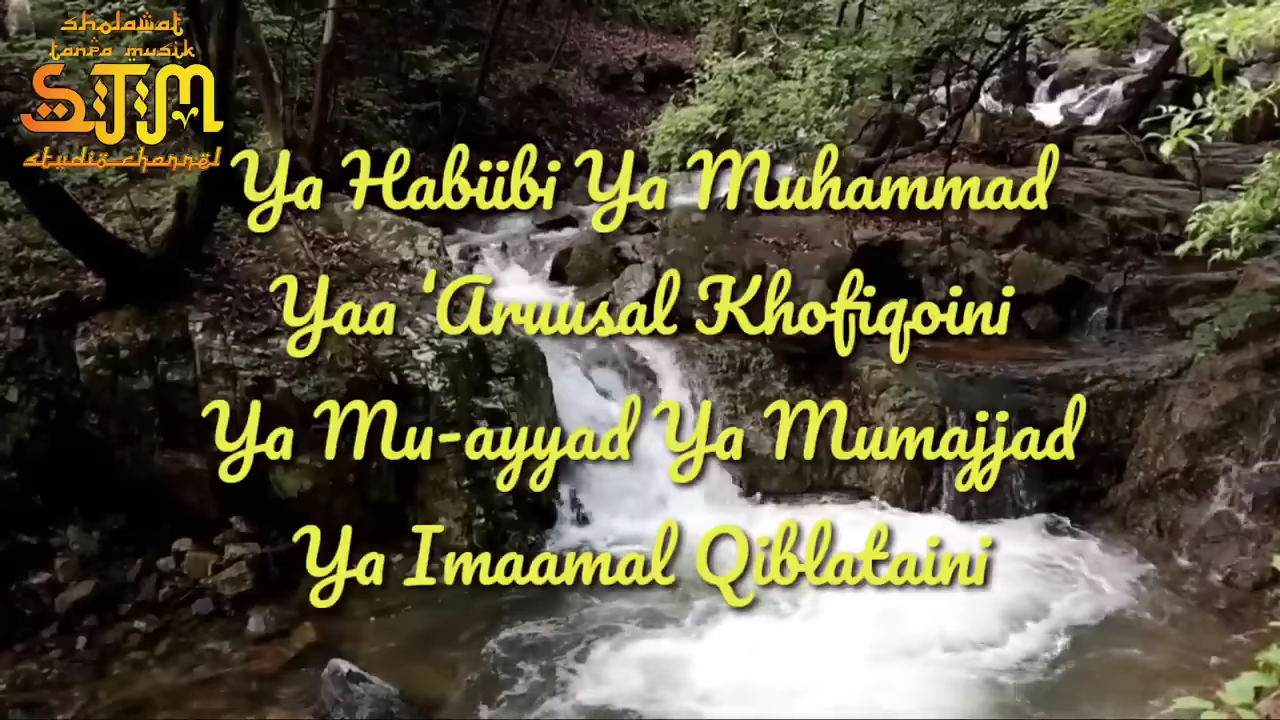 sholawat
tanpa musik
STM
studio channel
Ya Habiibi Ya Muhammad
Yaa 'Aruusal Khofiqoini
Ya Mu-ayyad Ya Mumajjad
Ya Imaamal Qiblataini